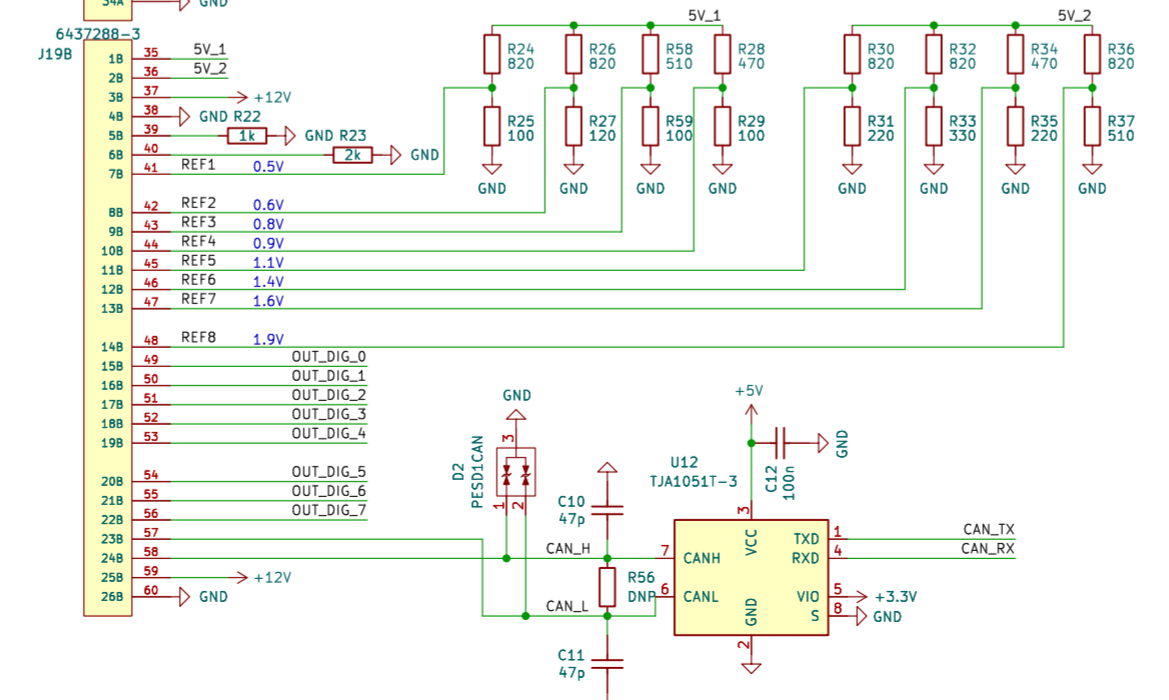 34A
GND
6437288-3
J19B
1B 35 5V_1
2B 36 5V_2
3B 37 +12V
4B 38 GND R22
5B 39 1k GND R23
6B 40 2k GND
7B 41 REF1 0.5V
8B 42 REF2 0.6V
9B 43 REF3 0.8V
10B 44 REF4 0.9V
11B 45 REF5 1.1V
12B 46 REF6 1.4V
13B 47 REF7 1.6V
14B 48 REF8 1.9V
15B 49 OUT_DIG_0
16B 50 OUT_DIG_1
17B 51 OUT_DIG_2
18B 52 OUT_DIG_3
19B 53 OUT_DIG_4
20B 54 OUT_DIG_5
21B 55 OUT_DIG_6
22B 56 OUT_DIG_7
23B 57
24B 58
25B 59 +12V
26B 60 GND
5V_1
R24 R26 R58 R28
820 820 510 470
R25 R27 R59 R29
100 120 100 100
GND GND GND GND
5V_2
R30 R32 R34 R36
820 820 470 820
R31 R33 R35 R37
220 330 220 510
GND GND GND GND
GND
3
D2
PESD1CAN
1 2
CAN_H
CAN_L
C10
47p
R56
DNP
C11
47p
+5V
C12
100n
GND
U12
TJA1051T-3
3
VCC
7 CANH
6 CANL
TXD 1 CAN_TX
RXD 4 CAN_RX
VIO 5 +3.3V
S 8 GND
GND
2